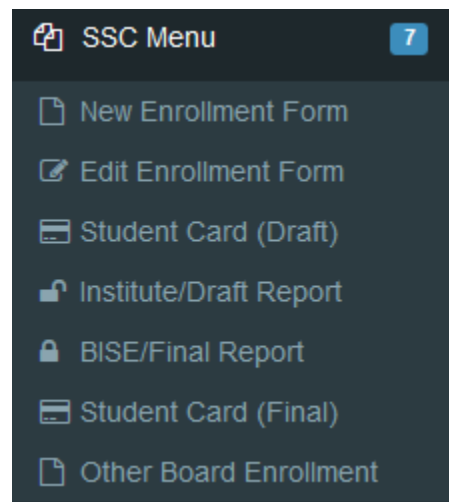 SSC Menu 7
New Enrollment Form
Edit Enrollment Form
Student Card (Draft)
Institute/Draft Report
BISE/Final Report
Student Card (Final)
Other Board Enrollment